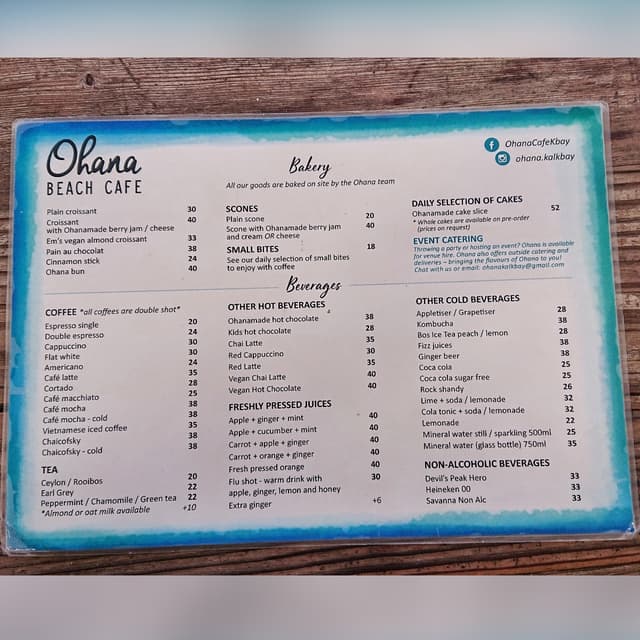 Ohana
BEACH CAFE
Bakery
All our goods are baked on site by the Ohana team
OhanaCafeKbay
ohana.kalkbay
Plain croissant 30
Croissant 40
with Ohanamade berry jam / cheese
Em's vegan almond croissant 33
Pain au chocolat 38
Cinnamon stick 24
Ohana bun 40
SCONES
Plain scone 20
Scone with Ohanamade berry jam 40
and cream OR cheese
SMALL BITES 18
See our daily selection of small bites
to enjoy with coffee
DAILY SELECTION OF CAKES
Ohanamade cake slice 52
* Whole cakes are available on pre-order
(prices on request)
EVENT CATERING
Throwing a party or hosting an event? Ohana is available
for venue hire. Ohana also offers outside catering and
deliveries – bringing the flavours of Ohana to you!
Chat with us or email: ohanakalkbay@gmail.com
Beverages
COFFEE *all coffees are double shot*
Espresso single 20
Double espresso 24
Cappuccino 30
Flat white 30
Americano 24
Café latte 35
Cortado 28
Café macchiato 25
Café mocha 38
Café mocha - cold 38
Vietnamese iced coffee 35
Chaicofsky 38
Chaicofsky - cold 38
TEA
Ceylon / Rooibos 20
Earl Grey 22
Peppermint / Chamomile / Green tea 22
*Almond or oat milk available +10
OTHER HOT BEVERAGES
Ohanamade hot chocolate 38
Kids hot chocolate 28
Chai Latte 35
Red Cappuccino 30
Red Latte 35
Vegan Chai Latte 40
Vegan Hot Chocolate 40
FRESHLY PRESSED JUICES
Apple + ginger + mint 40
Apple + cucumber + mint 40
Carrot + apple + ginger 40
Carrot + orange + ginger 40
Fresh pressed orange 40
Flu shot - warm drink with 30
apple, ginger, lemon and honey
Extra ginger +6
OTHER COLD BEVERAGES
Appletiser / Grapetiser 28
Kombucha 38
Bos Ice Tea peach / lemon 28
Fizz juices 38
Ginger beer 38
Coca cola 25
Coca cola sugar free 25
Rock shandy 26
Lime + soda / lemonade 32
Cola tonic + soda / lemonade 32
Lemonade 22
Mineral water still / sparkling 500ml 25
Mineral water (glass bottle) 750ml 35
NON-ALCOHOLIC BEVERAGES
Devil's Peak Hero 33
Heineken 00 33
Savanna Non Alc 33